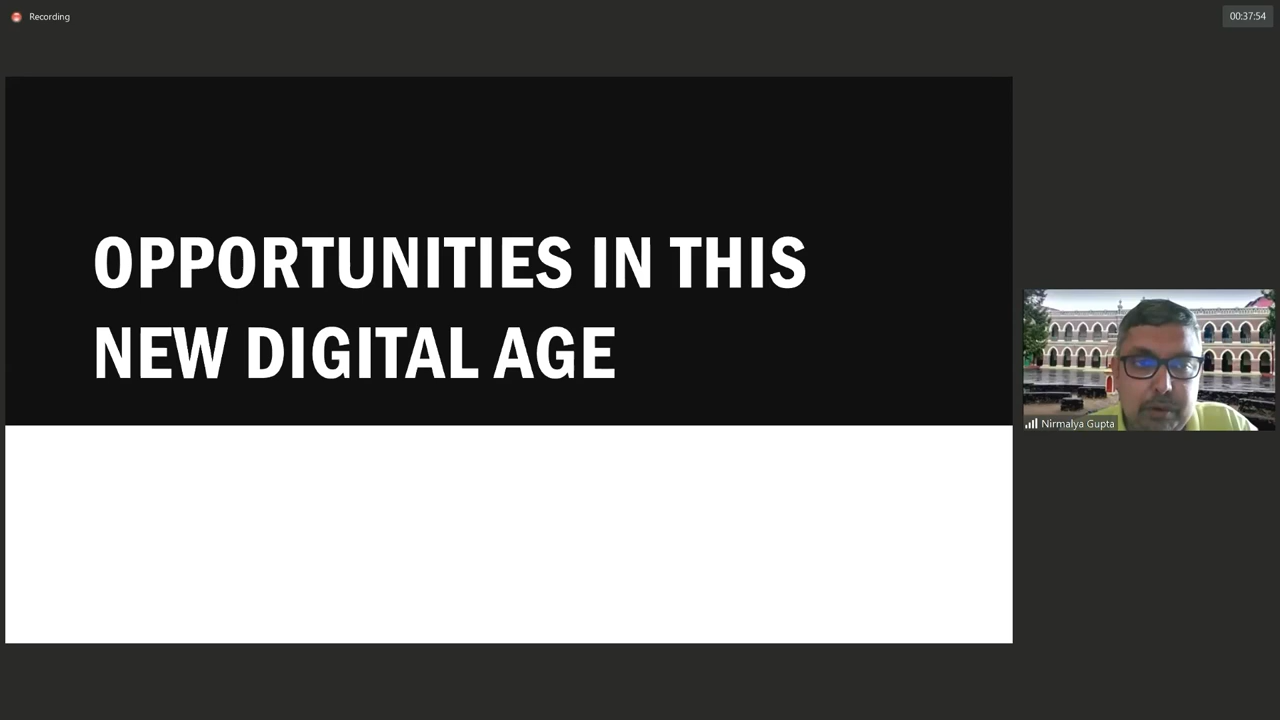 Recording
00:37:54
OPPORTUNITIES IN THIS
NEW DIGITAL AGE
Nirmalya Gupta